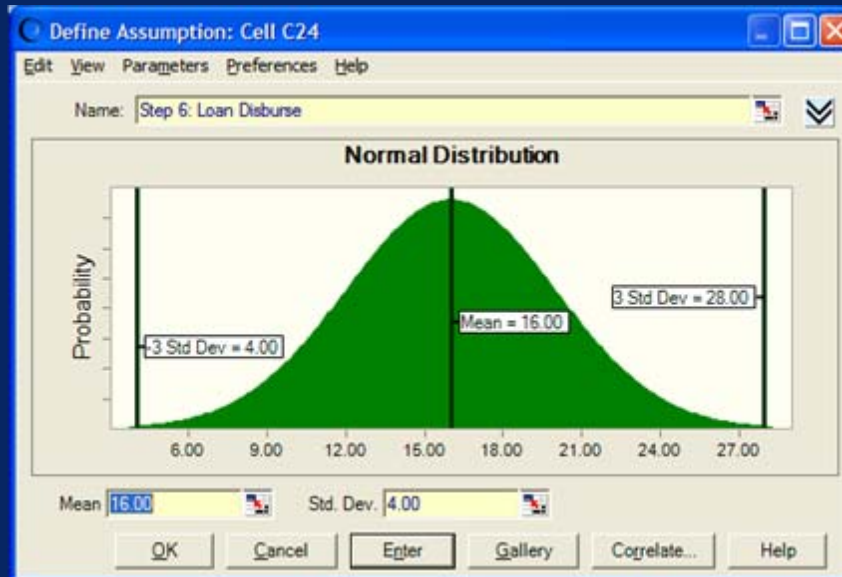 Define Assumption: Cell C24
Edit View Parameters Preferences Help
Name: Step 6: Loan Disburse
Normal Distribution
Probability
3 Std Dev = 28.00
Mean = 16.00
-3 Std Dev = 4.00
6.00 9.00 12.00 15.00 18.00 21.00 24.00 27.00
Mean 16.00 Std. Dev. 4.00
OK Cancel Enter Gallery Correlate... Help